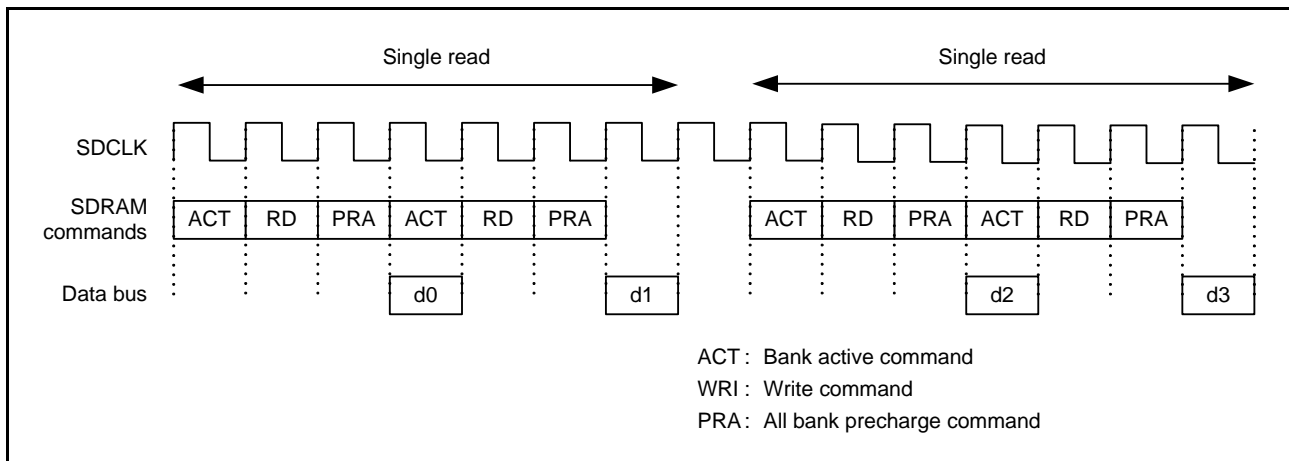 Single read Single read
SDCLK
SDRAM
commands
ACT RD PRA ACT RD PRA ACT RD PRA ACT RD PRA
Data bus d0 d1 d2 d3
ACT : Bank active command
WRI : Write command
PRA : All bank precharge command